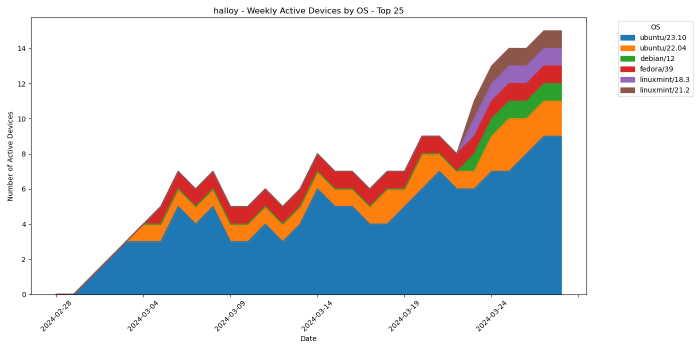 halloy - Weekly Active Devices by OS - Top 25
OS
ubuntu/23.10
ubuntu/22.04
debian/12
fedora/39
linuxmint/18.3
linuxmint/21.2
Number of Active Devices
14
12
10
8
6
4
2
0
2024-02-28
2024-03-04
2024-03-09
2024-03-14
2024-03-19
2024-03-24
Date